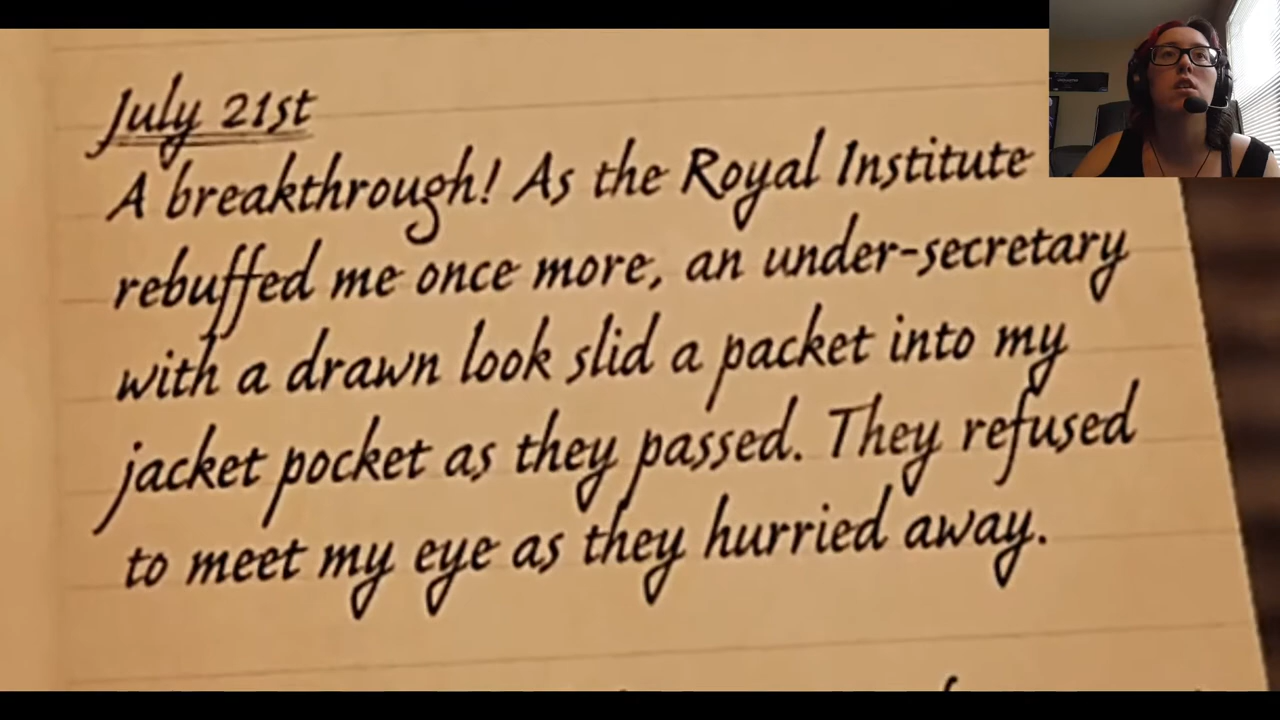 July 21st
A breakthrough! As the Royal Institute
rebuffed me once more, an under-secretary
with a drawn look slid a packet into my
jacket pocket as they passed. They refused
to meet my eye as they hurried away.